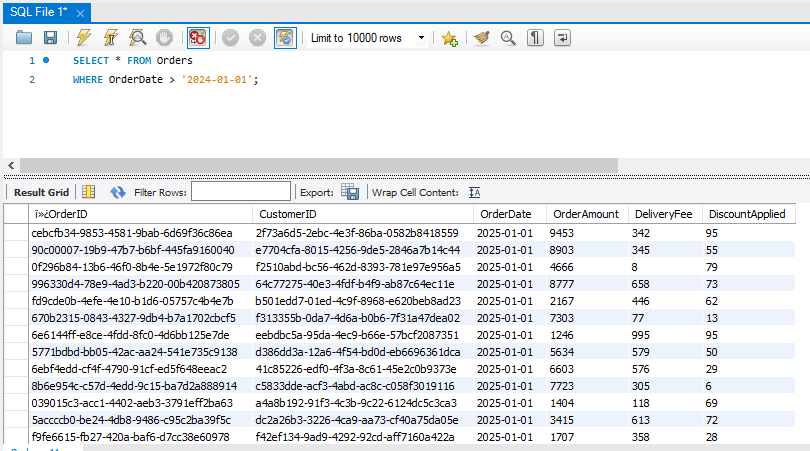 SQL File 1*
Limit to 10000 rows
1 SELECT * FROM Orders
2 WHERE OrderDate > '2024-01-01';
Result Grid Filter Rows: Export: Wrap Cell Content:
ï»¿OrderID CustomerID OrderDate OrderAmount DeliveryFee DiscountApplied
cebcfb34-9853-4581-9bab-6d69f36c86ea 2f73a6d5-2ebc-4e3f-86ba-0582b8418559 2025-01-01 9453 342 95
90c00007-19b9-47b7-b6bf-445fa9160040 e7704cfa-8015-4256-9de5-2846a7b14c44 2025-01-01 8903 345 55
0f296b84-13b6-46f0-8b4e-5e1972f80c79 f2510abd-bc56-462d-8393-781e97e956a5 2025-01-01 4666 8 79
996330d4-78e9-4ad3-b220-00b420873805 64c77275-40e3-4fdf-b4f9-ab87c64ec11e 2025-01-01 8777 658 73
fd9cde0b-4efe-4e10-b1d6-05757c4b4e7b b501edd7-01ed-4c9f-8968-e620beb8ad23 2025-01-01 2167 446 62
670b2315-0843-4327-9db4-b7a1702cbcf5 f313355b-0da7-4d6a-b0b6-7f31a47dea02 2025-01-01 7303 77 13
6e6144ff-e8ce-4fdd-8fc0-4d6bb125e7de eebdbc5a-95da-4ec9-b66e-57bcf2087351 2025-01-01 1246 995 95
5771bdbd-bb05-42ac-aa24-541e735c9138 d386dd3a-12a6-4f54-bd0d-eb6696361dca 2025-01-01 5634 579 50
6ebf4edd-cf4f-4790-91cf-ed5f648eeac2 41c85226-edf0-4f3a-8c61-45e2c0b9373e 2025-01-01 6603 576 29
8b6e954c-c57d-4edd-9c15-ba7d2a888914 c5833dde-acf3-4abd-ac8c-c058f3019116 2025-01-01 7723 305 6
039015c3-acc1-4402-aeb3-3791eff2ba63 a4a8b192-91f3-4c3b-9c22-6124dc5c3ca3 2025-01-01 1404 118 69
5accccb0-be24-4db8-9486-c95c2ba39f5c dc2a26b3-3226-4ca9-aa73-cf40a75da05e 2025-01-01 3415 613 72
f9fe6615-fb27-420a-baf6-d7cc38e60978 f42ef134-9ad9-4292-92cd-aff7160a422a 2025-01-01 1707 358 28